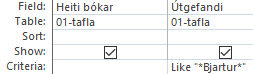 Field: Heiti bókar Útgefandi
Table: 01-tafla 01-tafla
Sort:
Show:
Criteria: Like "*Bjartur*"